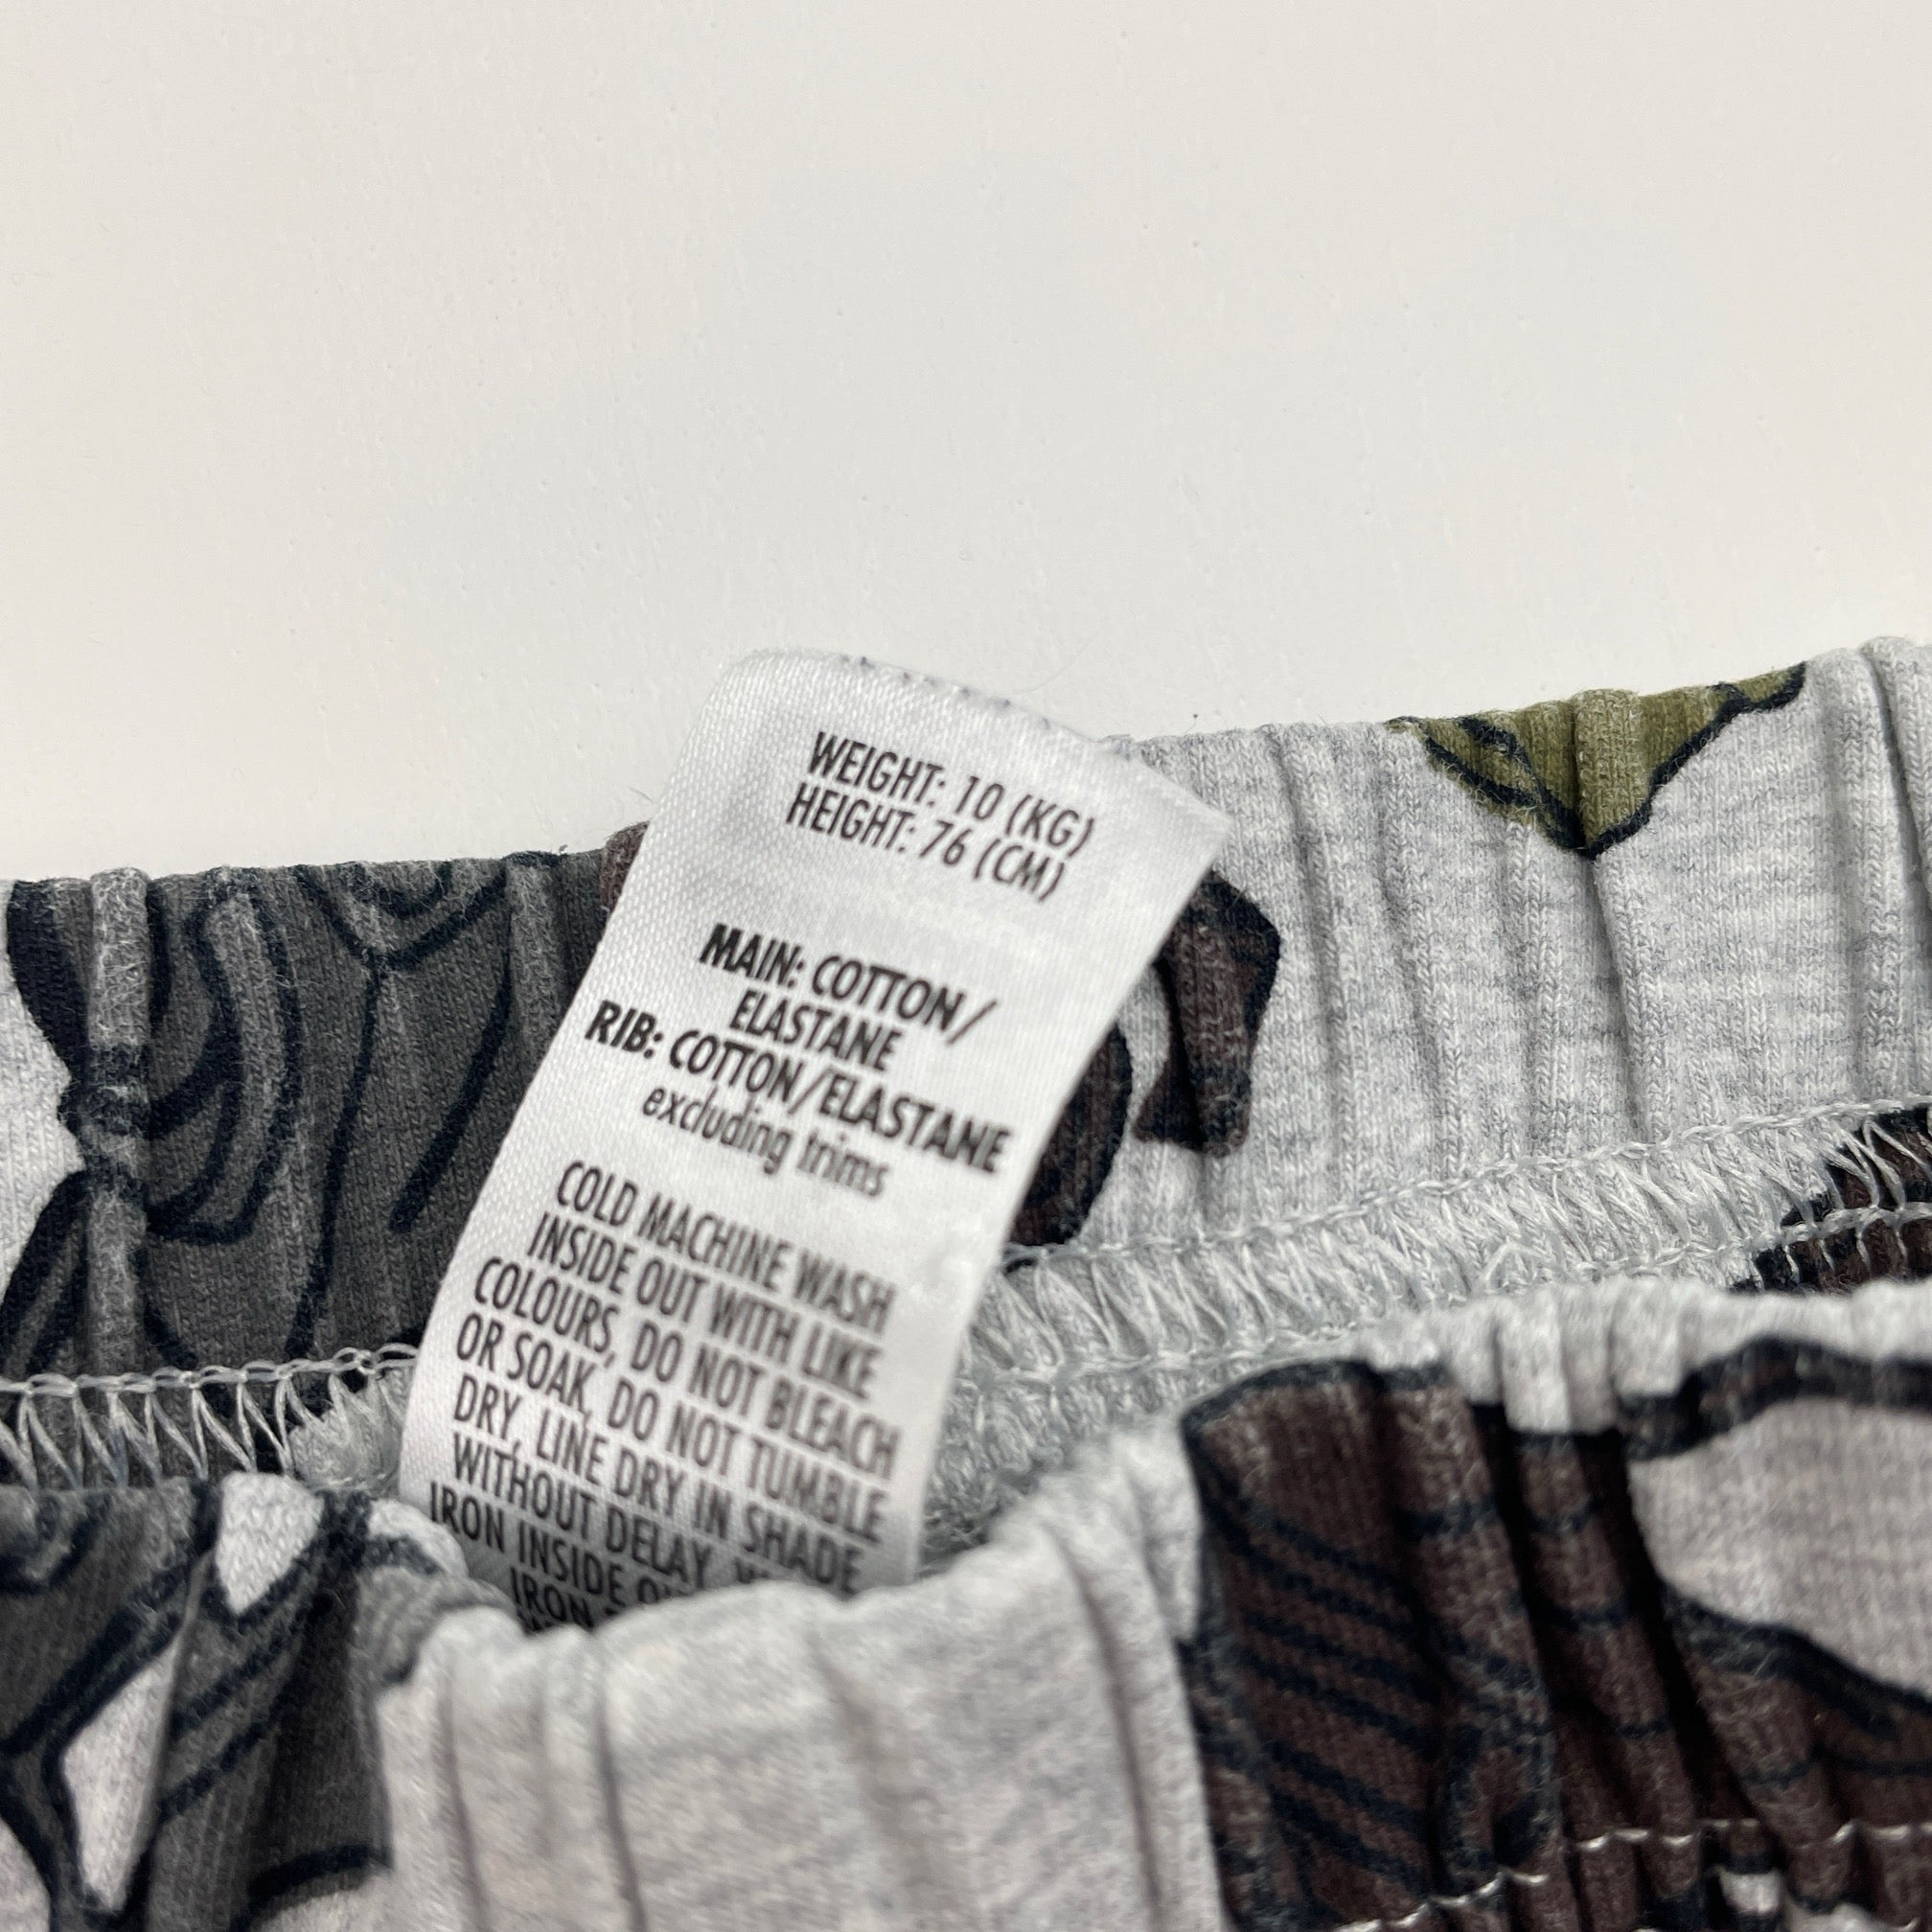 WEIGHT: 10 (KG)
HEIGHT: 76 (CM)
MAIN: COTTON/
ELASTANE
RIB: COTTON/ELASTANE
excluding trims
COLD MACHINE WASH
INSIDE OUT WITH LIKE
COLOURS, DO NOT BLEACH
OR SOAK, DO NOT TUMBLE
DRY, LINE DRY IN SHADE
WITHOUT DELAY,
IRON INSIDE
IRON